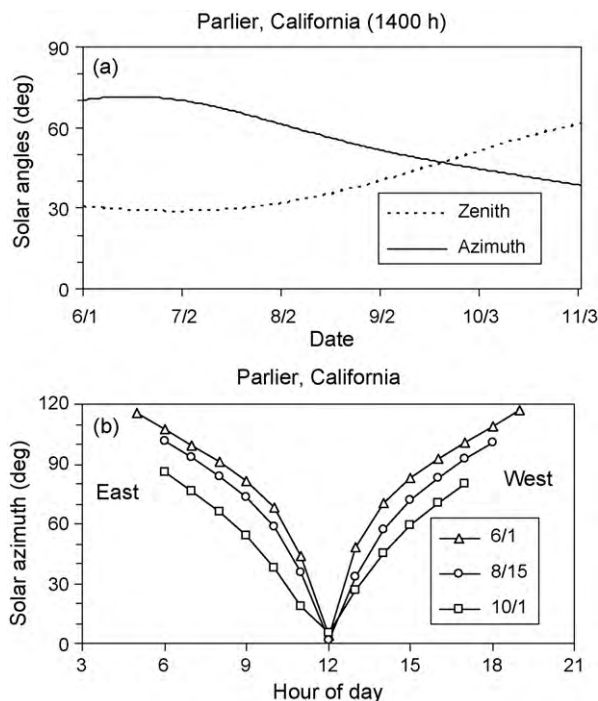 Parlier, California (1400 h)
(a)
Solar angles (deg)
90
60
30
0
Zenith
Azimuth
6/1 7/2 8/2 9/2 10/3 11/3
Date
Parlier, California
(b)
Solar azimuth (deg)
120
90
60
30
0
East
West
6/1
8/15
10/1
3 6 9 12 15 18 21
Hour of day